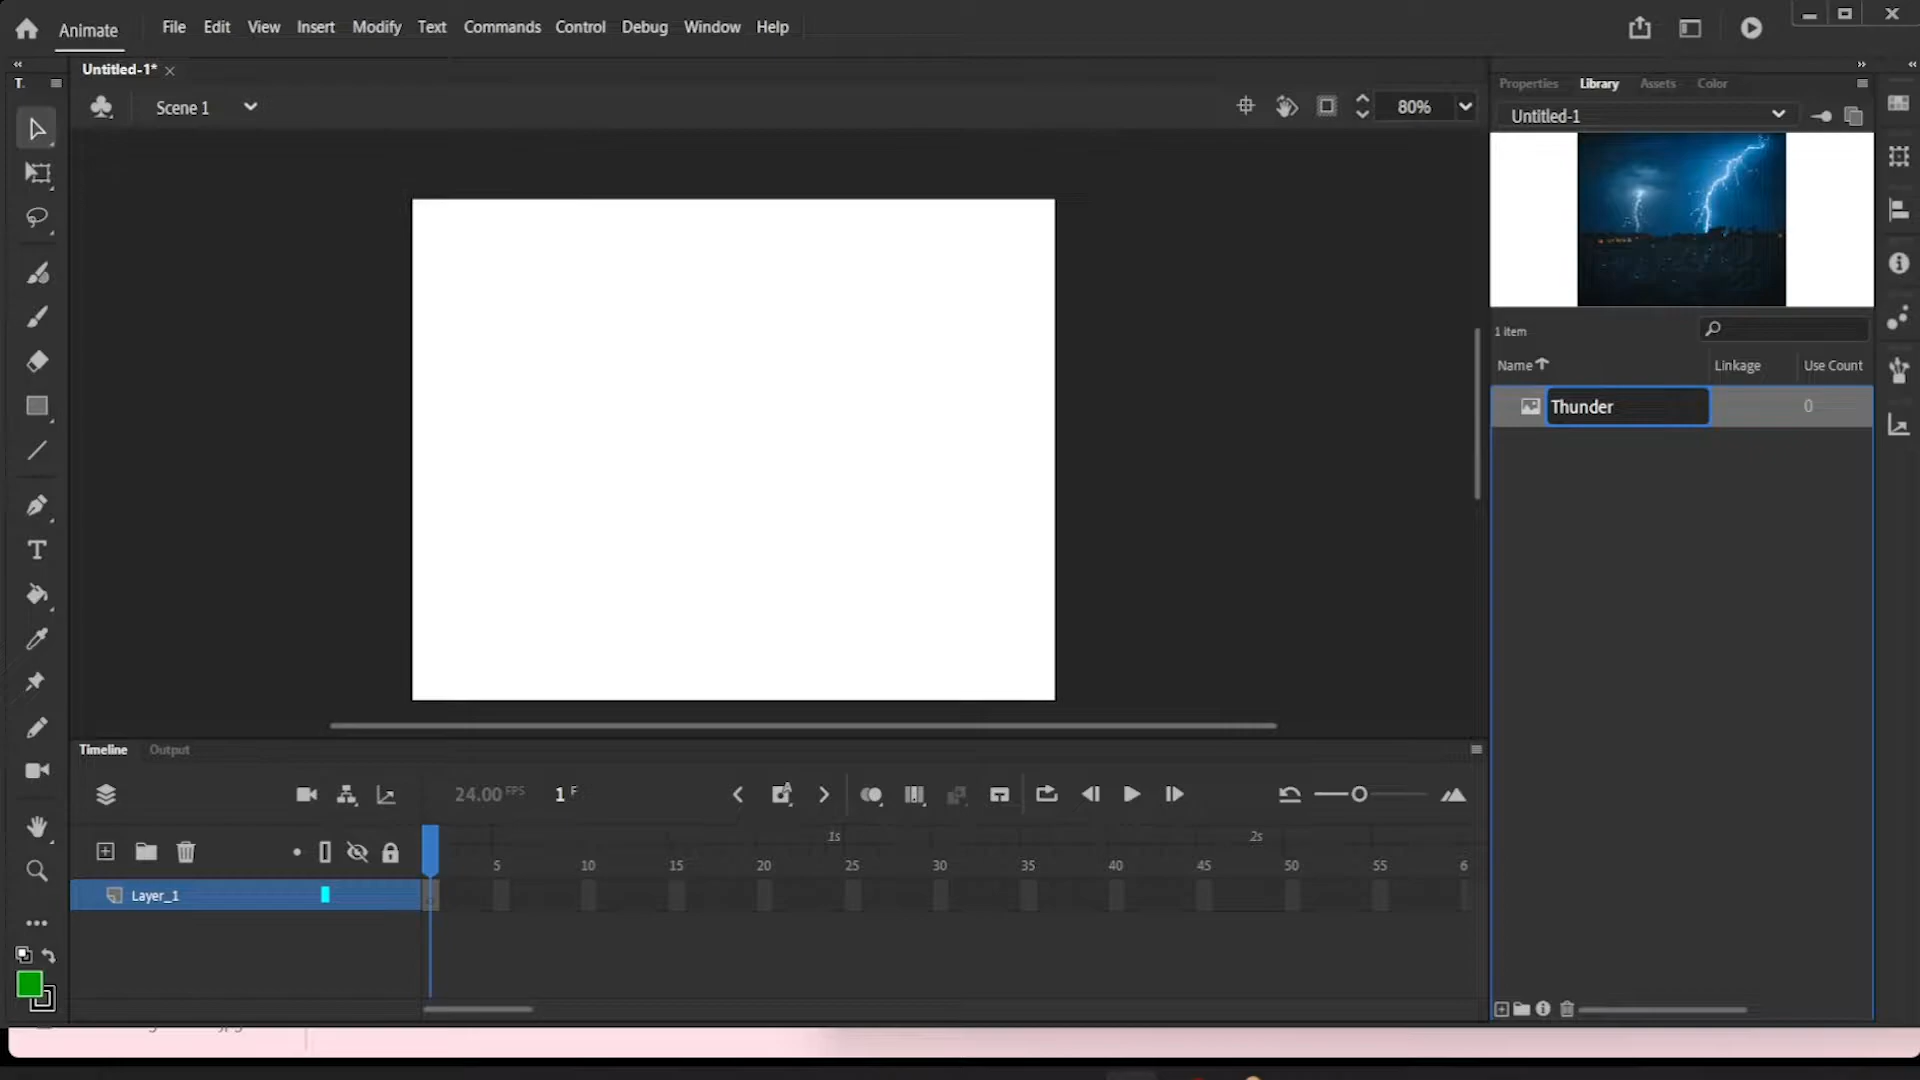 Animate
File Edit View Insert Modify Text Commands Control Debug Window Help
Untitled-1*
Scene 1
80%
T.
Properties Library Assets Color
Untitled-1
1 item
Name Linkage Use Count
Thunder 0
Timeline Output
24.00 FPS 1 F
1s 2s
5 10 15 20 25 30 35 40 45 50 55 6
Layer_1